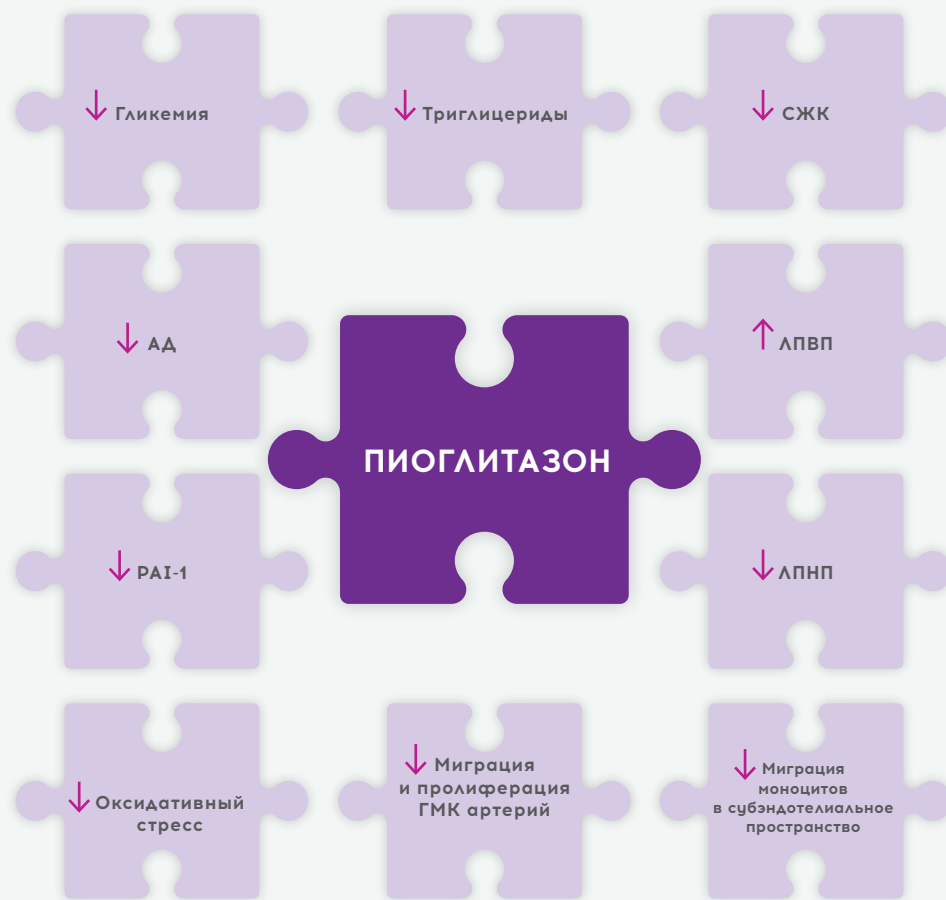 ↓ Гликемия
↓ Триглицериды
↓ СЖК
↓ АД
↑ ЛПВП
ПИОГЛИТАЗОН
↓ PAI-1
↓ ЛПНП
↓ Оксидативный
стресс
↓ Миграция
и пролиферация
ГМК артерий
↓ Миграция
моноцитов
в субэндотелиальное
пространство